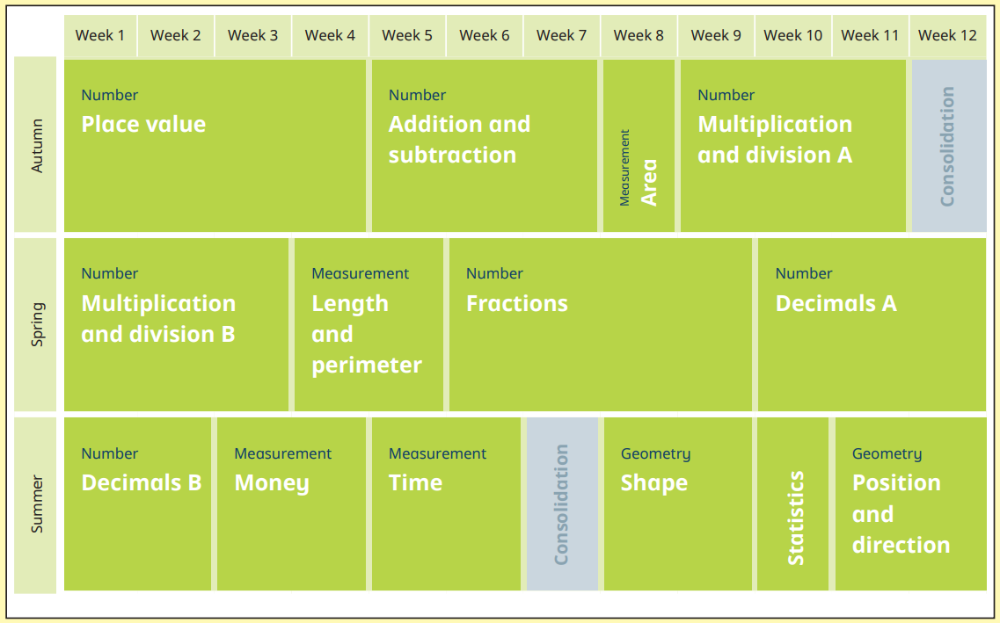 Week 1 Week 2 Week 3 Week 4 Week 5 Week 6 Week 7 Week 8 Week 9 Week 10 Week 11 Week 12
Autumn
Number
Place value
Number
Addition and
subtraction
Measurement
Area
Number
Multiplication
and division A
Consolidation
Spring
Number
Multiplication
and division B
Measurement
Length
and
perimeter
Number
Fractions
Number
Decimals A
Summer
Number
Decimals B
Measurement
Money
Measurement
Time
Consolidation
Geometry
Shape
Statistics
Geometry
Position
and
direction